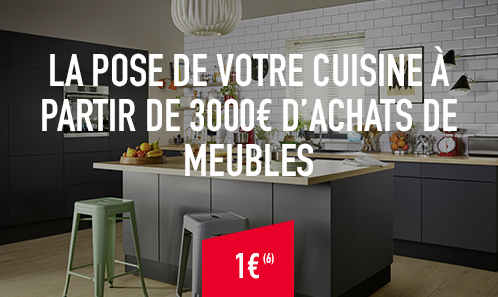 LA POSE DE VOTRE CUISINE À
PARTIR DE 3000€ D’ACHATS DE
MEUBLES
1€ (6)